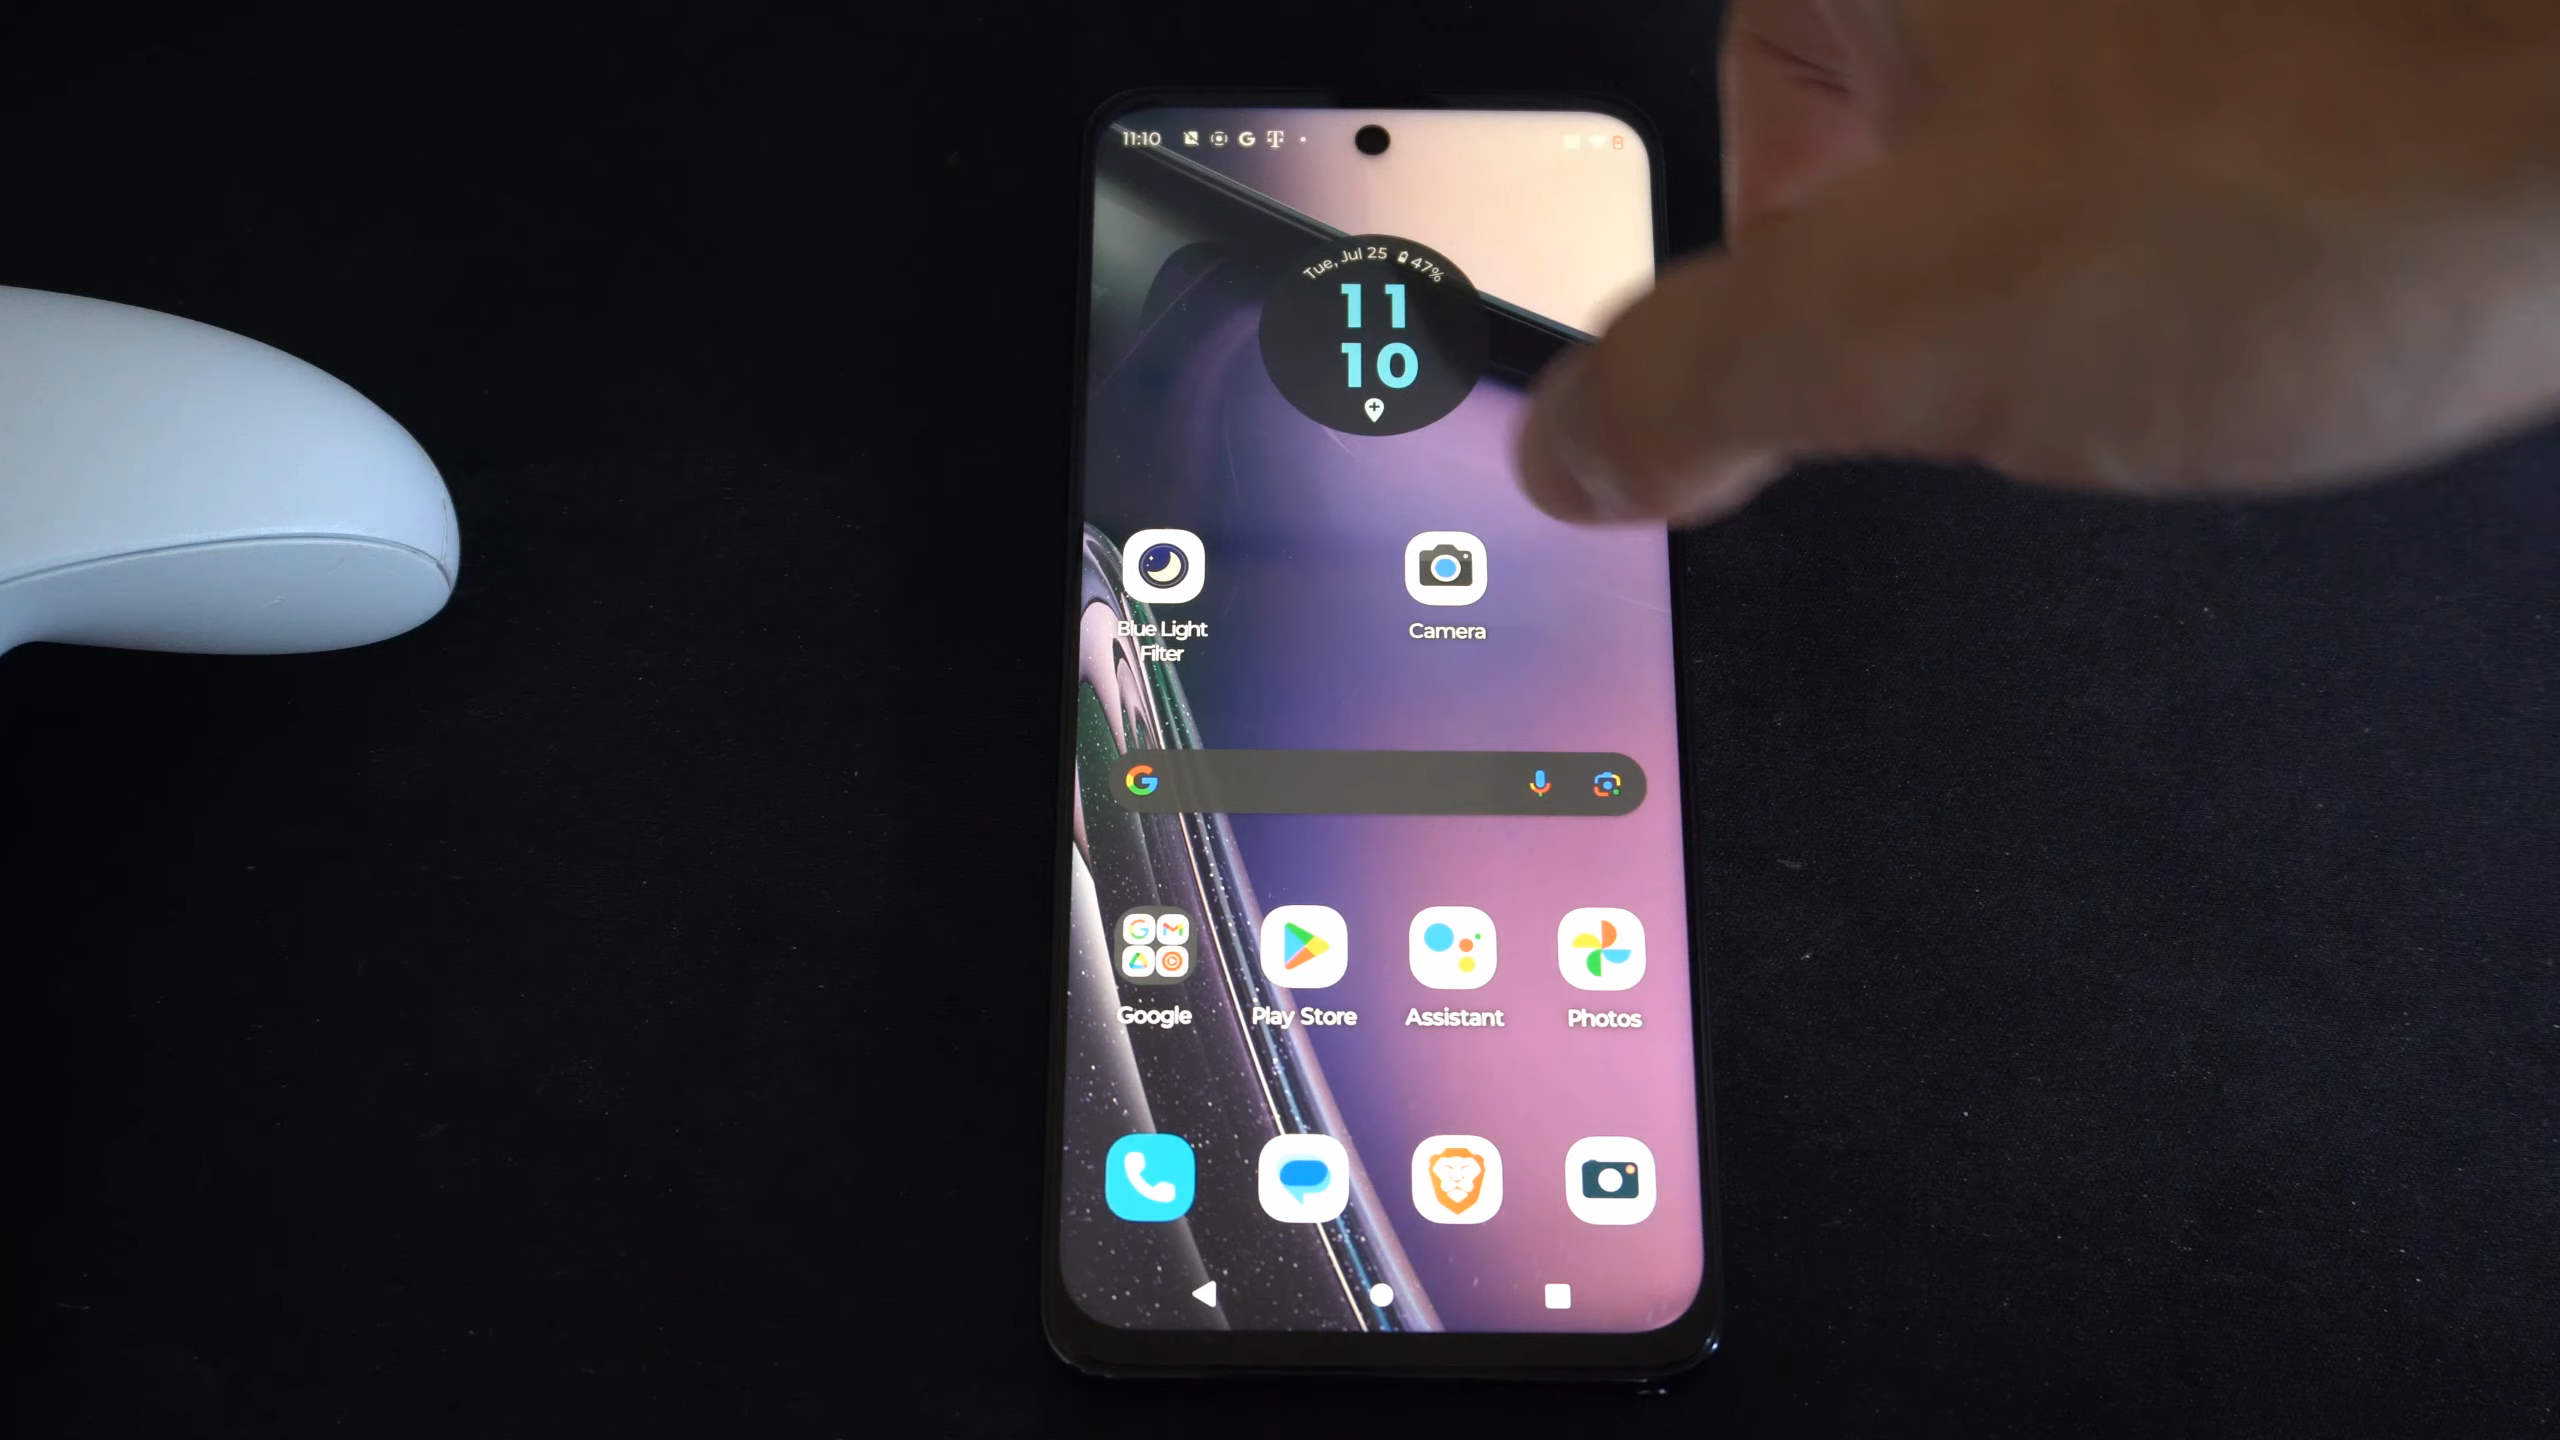 11:10
Tue, Jul 25 47%
11
10
Blue Light
Filter
Camera
Google
Play Store
Assistant
Photos